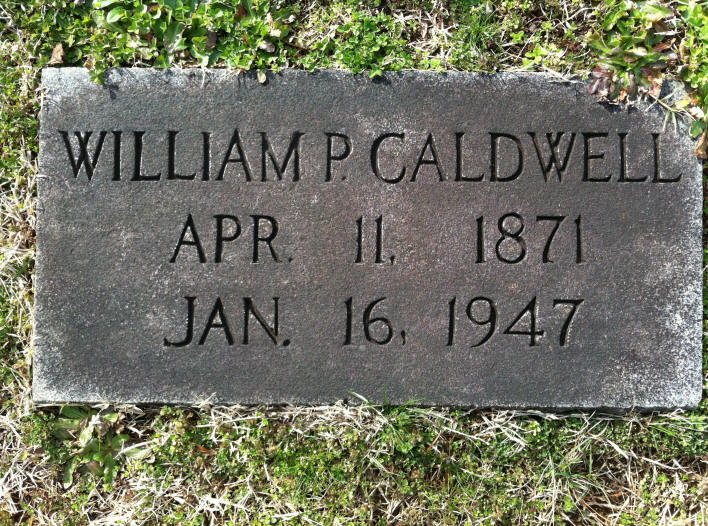 WILLIAM P. CALDWELL
APR. 11, 1871
JAN. 16, 1947